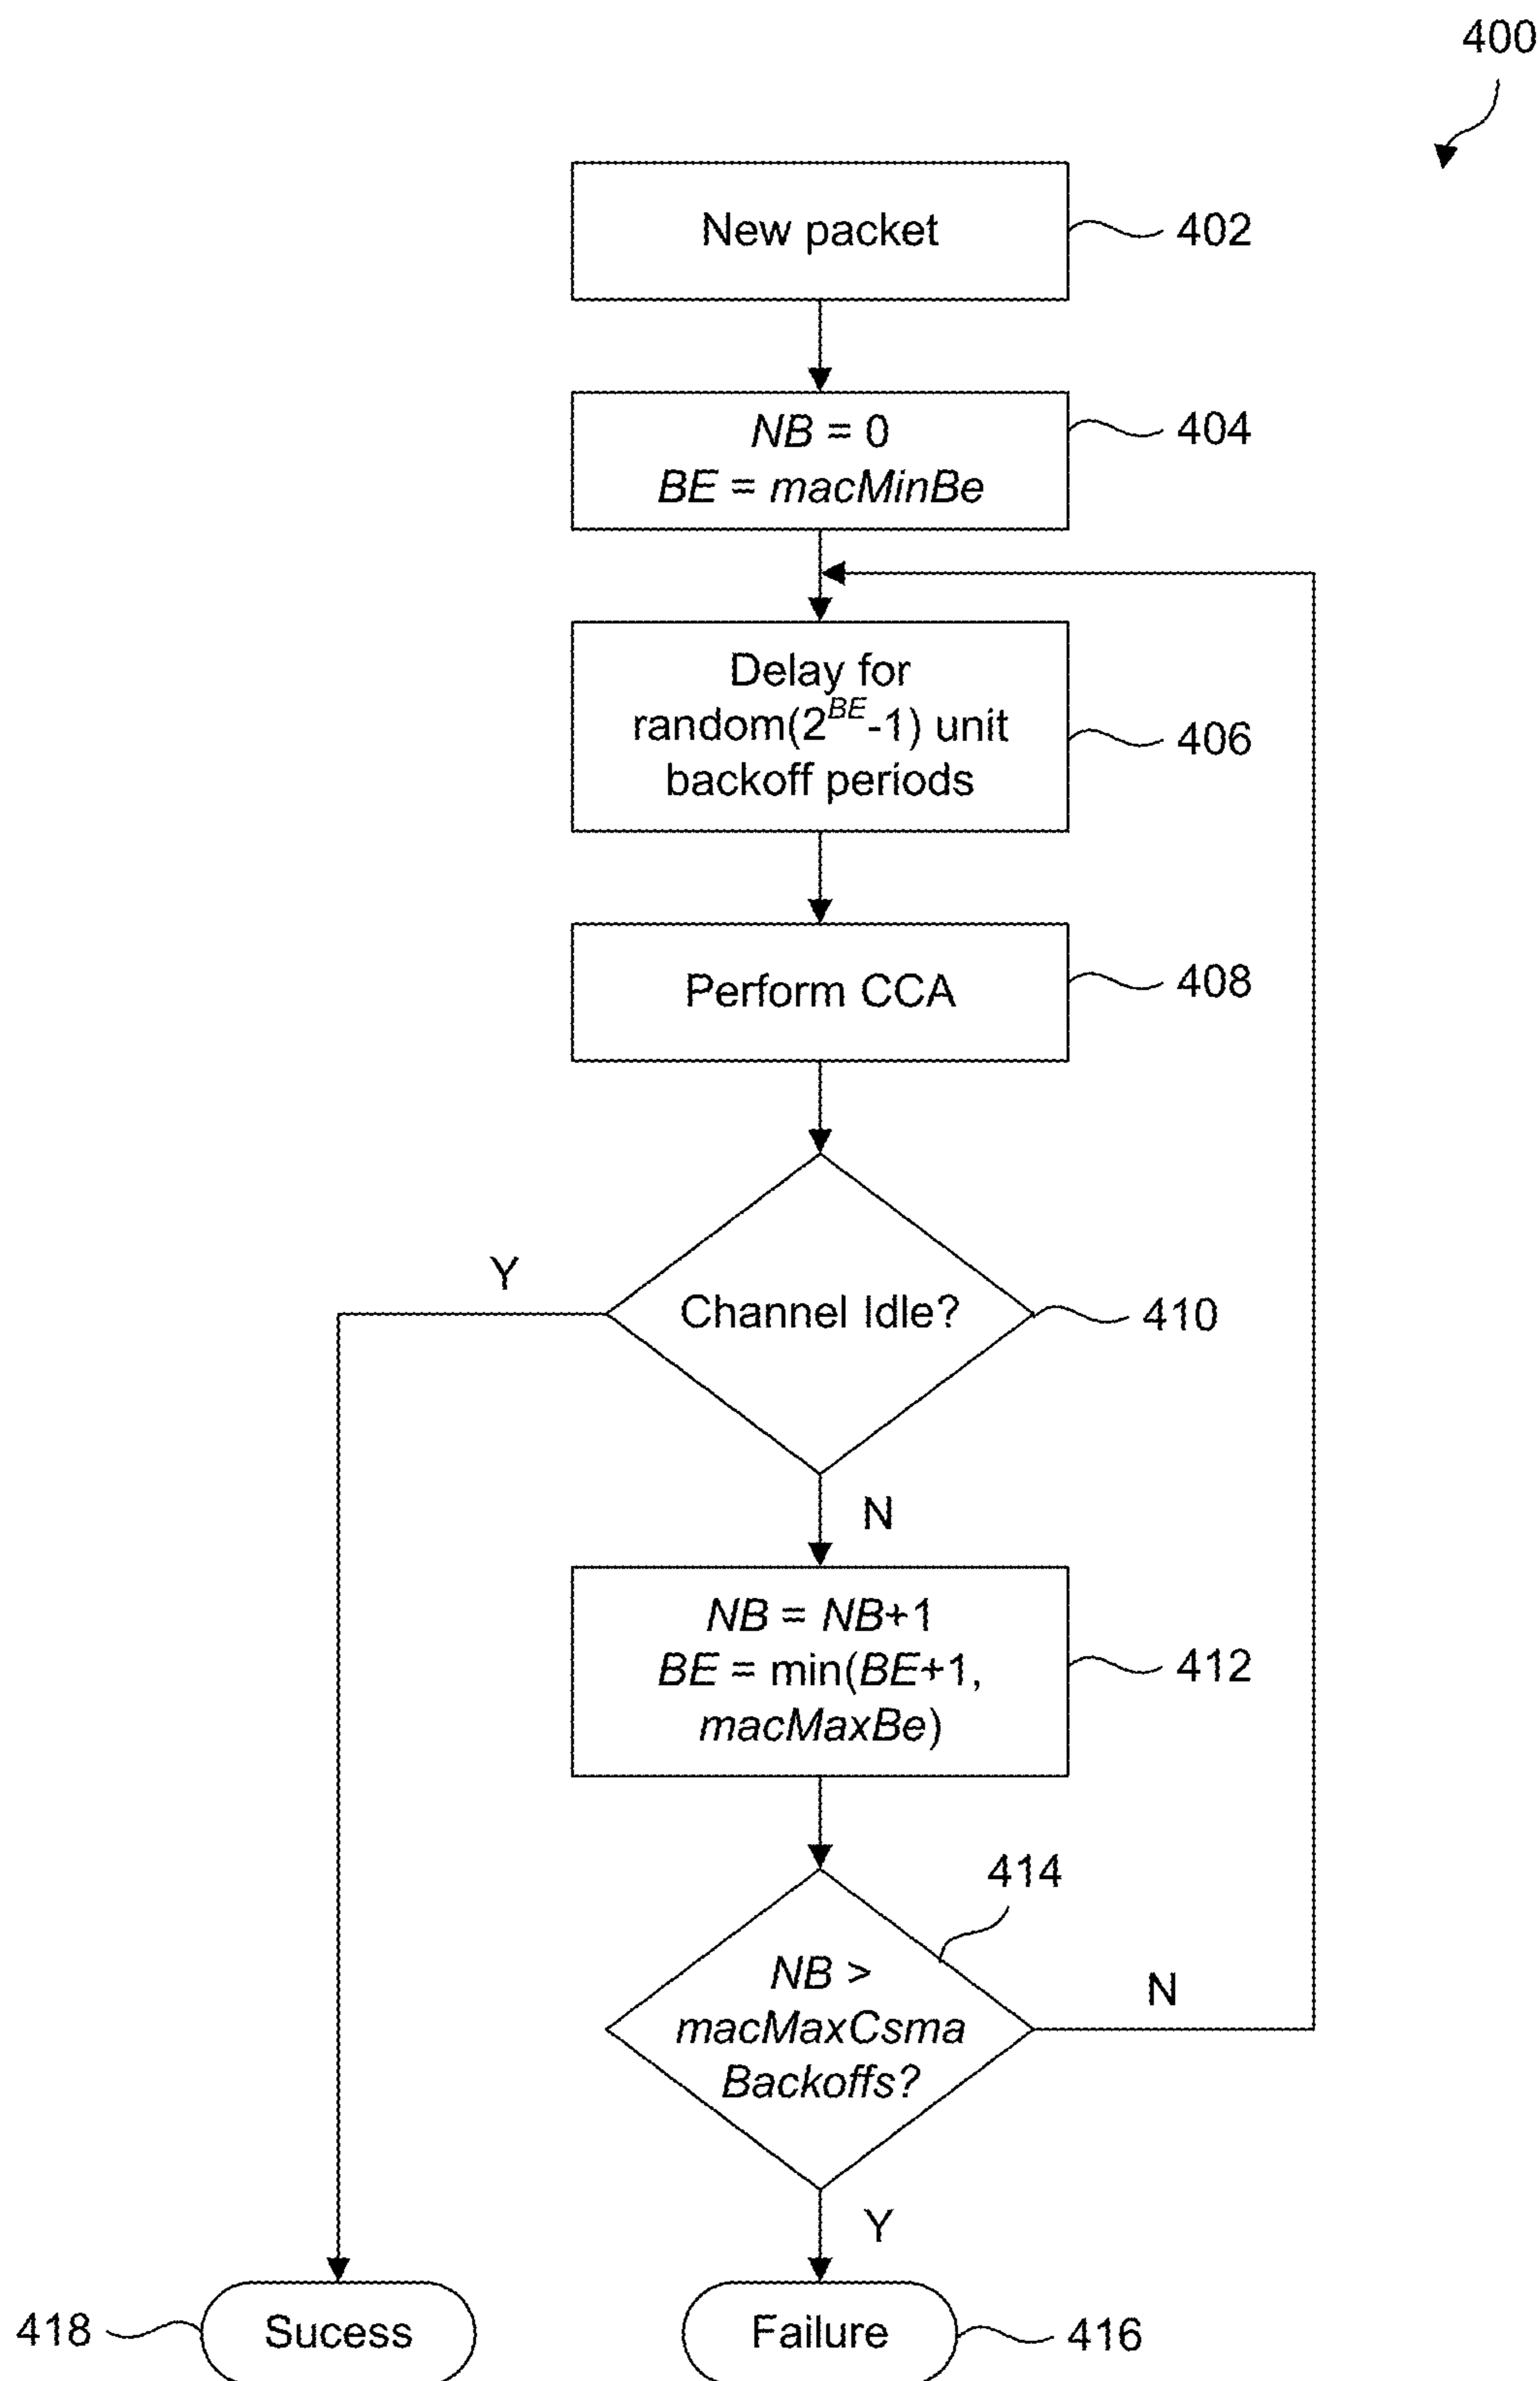 400
New packet
402
NB = 0
BE = macMinBe
404
Delay for
random(2^BE-1) unit
backoff periods
406
Perform CCA
408
Y
Channel Idle?
410
N
NB = NB+1
BE = min(BE+1,
macMaxBe)
412
414
NB >
macMaxCsma
Backoffs?
N
Y
418
Sucess
Failure
416